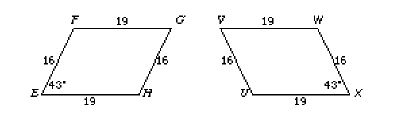 F 19 G V 19 W
16 16 16 16
43° 43°
E 19 H U 19 X